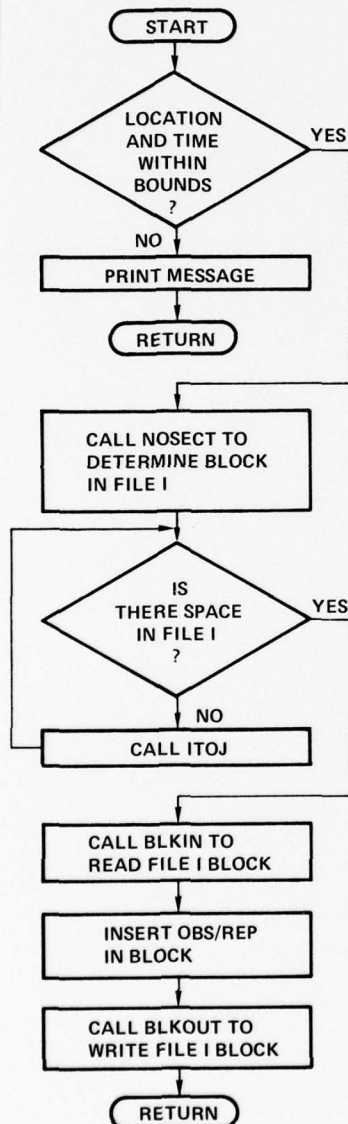 START
LOCATION
AND TIME
WITHIN
BOUNDS
?
YES
NO
PRINT MESSAGE
RETURN
CALL NOSECT TO
DETERMINE BLOCK
IN FILE I
IS
THERE SPACE
IN FILE I
?
YES
NO
CALL ITOJ
CALL BLKIN TO
READ FILE I BLOCK
INSERT OBS/REP
IN BLOCK
CALL BLKOUT TO
WRITE FILE I BLOCK
RETURN